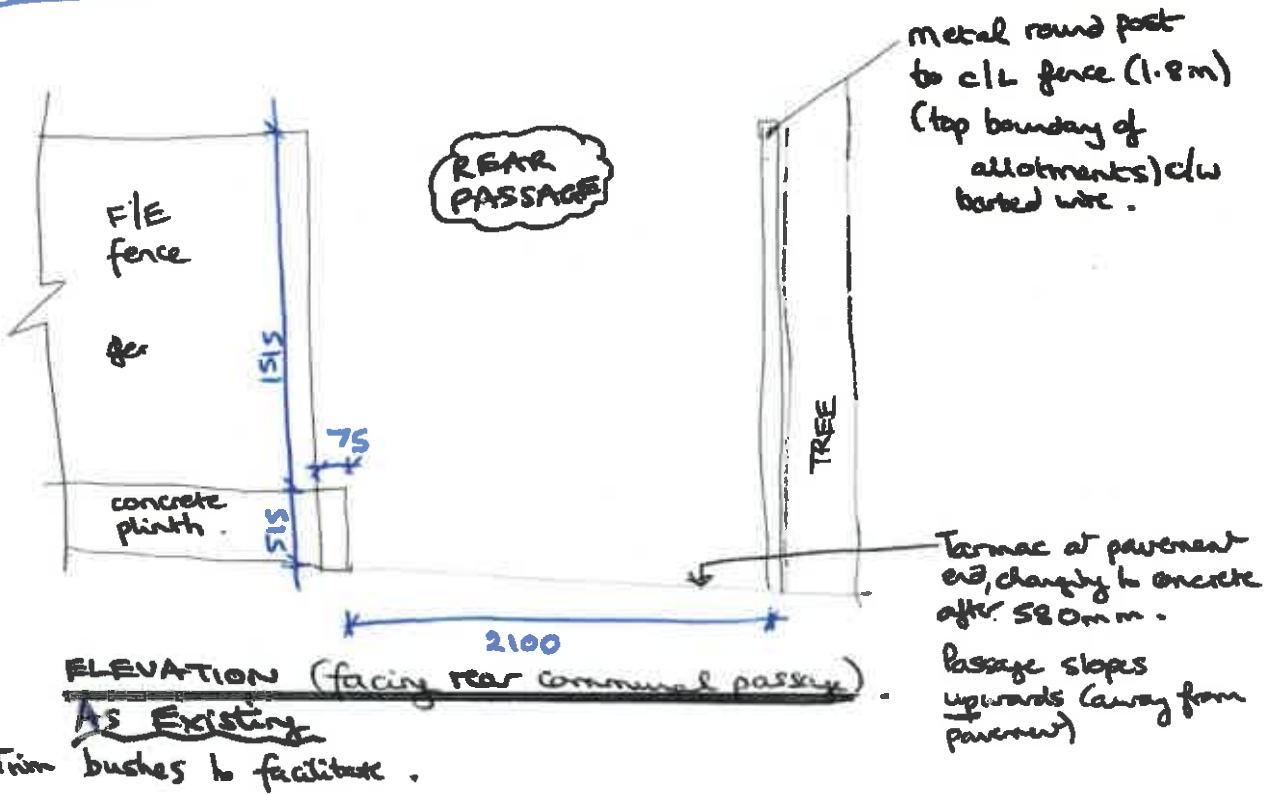 metal round post
to c/L fence (1.8m)
(top boundary of
allotments) c/w
barbed wire.
REAR
PASSAGE
F/E
fence
1515
75
TREE
concrete
plinth.
515
Tarmac at pavement
end, changing to concrete
after 580mm.
2100
Passage slopes
upwards (away from
pavement)
ELEVATION (facing rear communal passage).
As Existing
Trim bushes to facilitate.